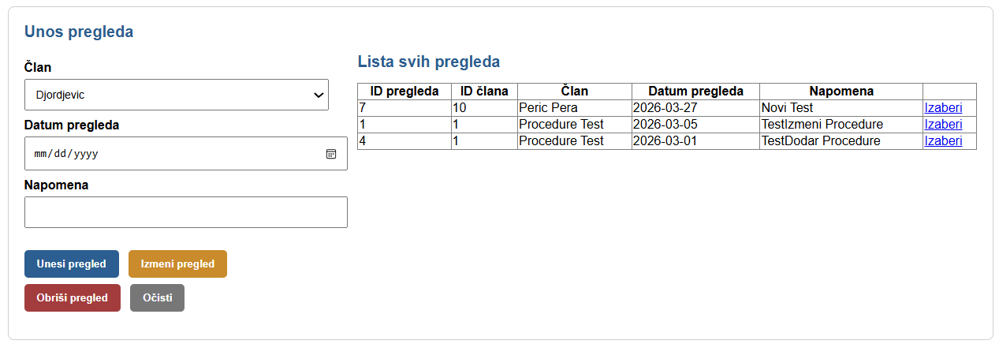 Unos pregleda
Član
Djordjevic
Datum pregleda
mm/dd/yyyy
Napomena
Unesi pregled Izmeni pregled
Obriši pregled Očisti
Lista svih pregleda
ID pregleda ID člana Član Datum pregleda Napomena
7 10 Peric Pera 2026-03-27 Novi Test Izaberi
1 1 Procedure Test 2026-03-05 TestIzmeni Procedure Izaberi
4 1 Procedure Test 2026-03-01 TestDodar Procedure Izaberi